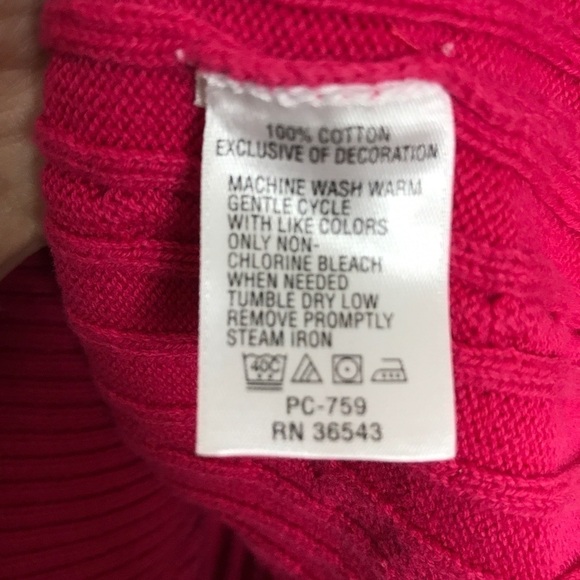 100% COTTON
EXCLUSIVE OF DECORATION
MACHINE WASH WARM
GENTLE CYCLE
WITH LIKE COLORS
ONLY NON-
CHLORINE BLEACH
WHEN NEEDED
TUMBLE DRY LOW
REMOVE PROMPTLY
STEAM IRON
40C
PC-759
RN 36543